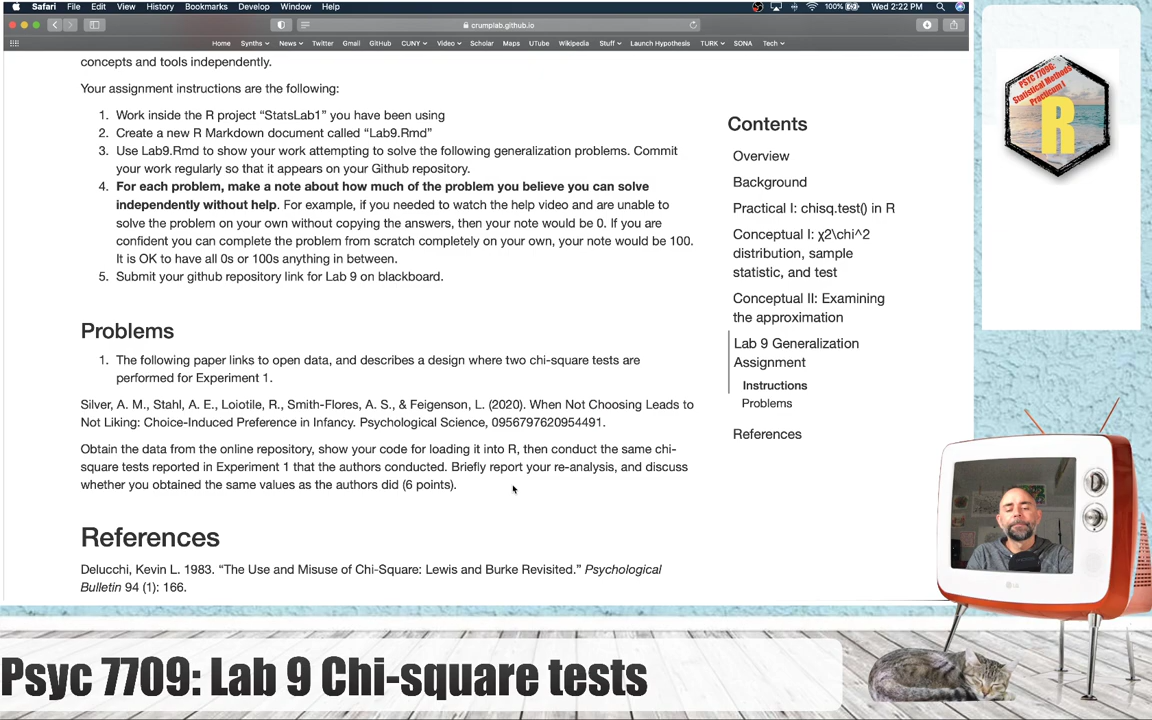 Safari File Edit View History Bookmarks Develop Window Help 100% Wed 2:22 PM
crumplab.github.io
Home Synths News Twitter Gmail GitHub CUNY Video Scholar Maps UTube Wikipedia Stuff Launch Hypothesis TURK SONA Tech
concepts and tools independently.
Your assignment instructions are the following:
1. Work inside the R project “StatsLab1” you have been using
2. Create a new R Markdown document called “Lab9.Rmd”
3. Use Lab9.Rmd to show your work attempting to solve the following generalization problems. Commit
your work regularly so that it appears on your Github repository.
4. For each problem, make a note about how much of the problem you believe you can solve
independently without help. For example, if you needed to watch the help video and are unable to
solve the problem on your own without copying the answers, then your note would be 0. If you are
confident you can complete the problem from scratch completely on your own, your note would be 100.
It is OK to have all 0s or 100s anything in between.
5. Submit your github repository link for Lab 9 on blackboard.
Problems
1. The following paper links to open data, and describes a design where two chi-square tests are
performed for Experiment 1.
Silver, A. M., Stahl, A. E., Loiotile, R., Smith-Flores, A. S., & Feigenson, L. (2020). When Not Choosing Leads to
Not Liking: Choice-Induced Preference in Infancy. Psychological Science, 0956797620954491.
Obtain the data from the online repository, show your code for loading it into R, then conduct the same chi-
square tests reported in Experiment 1 that the authors conducted. Briefly report your re-analysis, and discuss
whether you obtained the same values as the authors did (6 points).
References
Delucchi, Kevin L. 1983. “The Use and Misuse of Chi-Square: Lewis and Burke Revisited.” Psychological
Bulletin 94 (1): 166.
Contents
Overview
Background
Practical I: chisq.test() in R
Conceptual I: χ2\chi^2
distribution, sample
statistic, and test
Conceptual II: Examining
the approximation
Lab 9 Generalization
Assignment
Instructions
Problems
References
PSYC 7709G:
Statistical Methods
Practicum I
R
LG
Psyc 7709: Lab 9 Chi-square tests